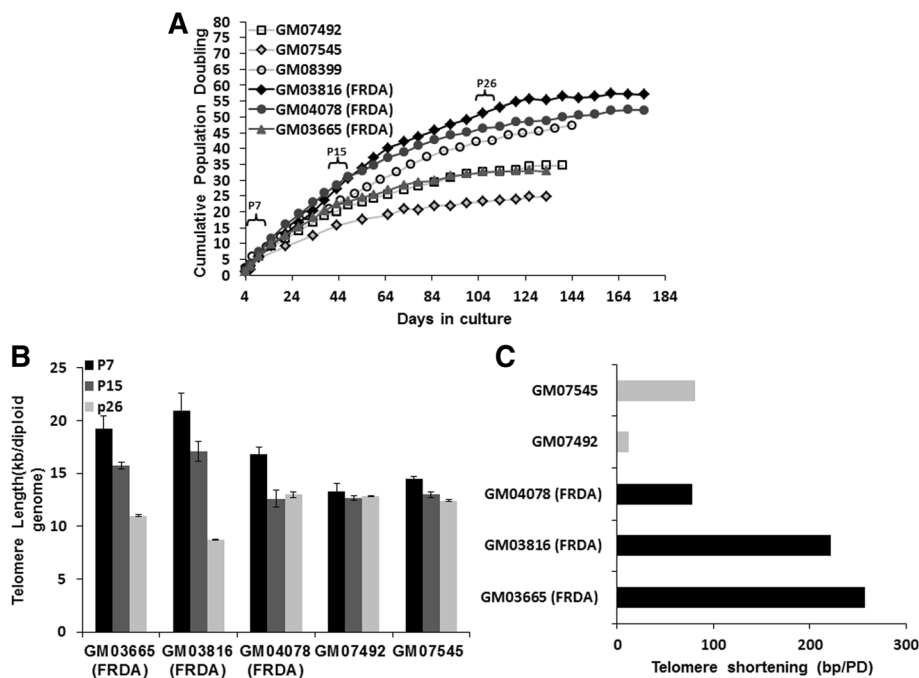 A
Cumulative Population Doubling
80
75
70
65
60
55
50
45
40
35
30
25
20
15
10
5
0
GM07492
GM07545
GM08399
GM03816 (FRDA)
GM04078 (FRDA)
GM03665 (FRDA)
P7
P15
P26
4 24 44 64 84 104 124 144 164 184
Days in culture
B
Telomere Length(kb/diploid
genome)
25
20
15
10
5
0
P7
P15
p26
GM03665 GM03816 GM04078 GM07492 GM07545
(FRDA) (FRDA) (FRDA)
C
GM07545
GM07492
GM04078 (FRDA)
GM03816 (FRDA)
GM03665 (FRDA)
0 100 200 300
Telomere shortening (bp/PD)